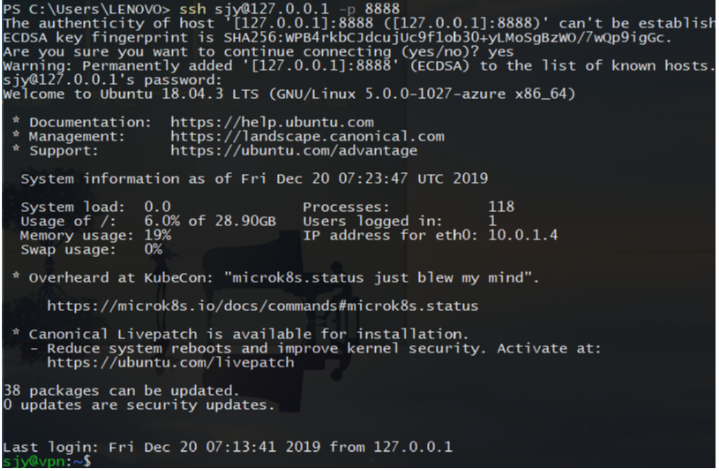 PS C:\Users\LENOVO> ssh sjy@127.0.0.1 -p 8888
The authenticity of host '[127.0.0.1]:8888 ([127.0.0.1]:8888)' can't be establish
ECDSA key fingerprint is SHA256:WPB4rkbCJdcujUc9f1ob30+yLMoSgBzWO/7wQp9igGc.
Are you sure you want to continue connecting (yes/no)? yes
Warning: Permanently added '[127.0.0.1]:8888' (ECDSA) to the list of known hosts.
sjy@127.0.0.1's password:
Welcome to Ubuntu 18.04.3 LTS (GNU/Linux 5.0.0-1027-azure x86_64)
* Documentation:  https://help.ubuntu.com
* Management:     https://landscape.canonical.com
* Support:        https://ubuntu.com/advantage
System information as of Fri Dec 20 07:23:47 UTC 2019
System load:  0.0                Processes:           118
Usage of /:   6.0% of 28.90GB   Users logged in:     1
Memory usage: 19%                IP address for eth0: 10.0.1.4
Swap usage:   0%
* Overheard at KubeCon: "microk8s.status just blew my mind".
https://microk8s.io/docs/commands#microk8s.status
* Canonical Livepatch is available for installation.
- Reduce system reboots and improve kernel security. Activate at:
https://ubuntu.com/livepatch
38 packages can be updated.
0 updates are security updates.
Last login: Fri Dec 20 07:13:41 2019 from 127.0.0.1
sjy@vpn:~$